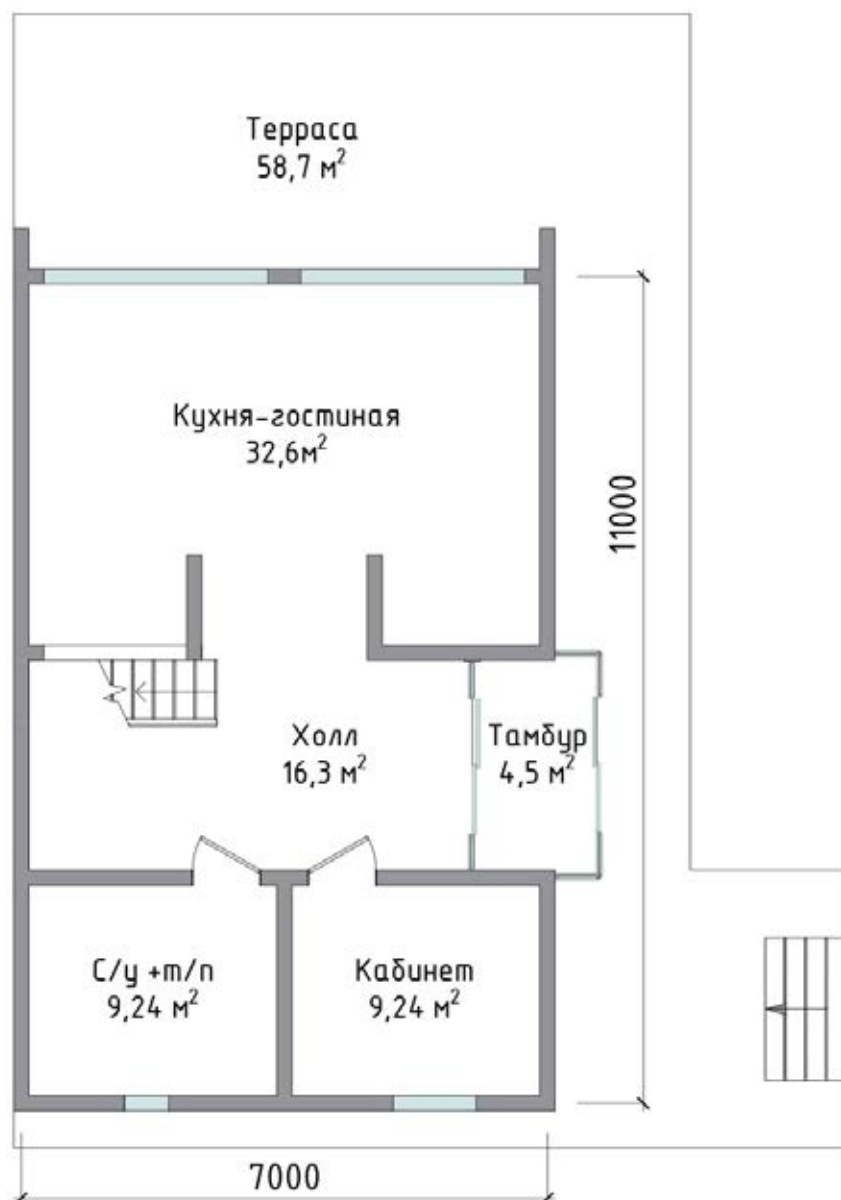 Терраса
58,7 м²
Кухня-гостиная
32,6м²
11000
Холл
16,3 м²
Тамбур
4,5 м²
С/у +т/п
9,24 м²
Кабинет
9,24 м²
7000